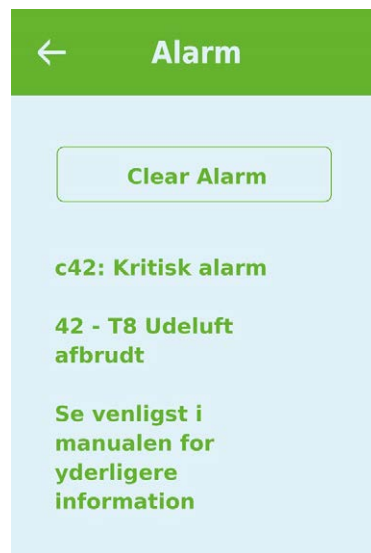 Alarm
Clear Alarm
c42: Kritisk alarm
42 - T8 Udeluft
afbrudt
Se venligst i
manualen for
yderligere
information